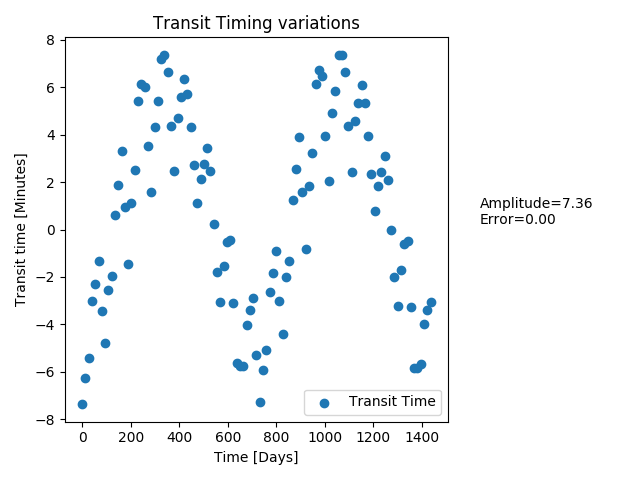 Transit Timing variations
8
6
4
2
0
−2
−4
−6
−8
Transit time [Minutes]
Amplitude=7.36
Error=0.00
Transit Time
0
200
400
600
800
1000
1200
1400
Time [Days]